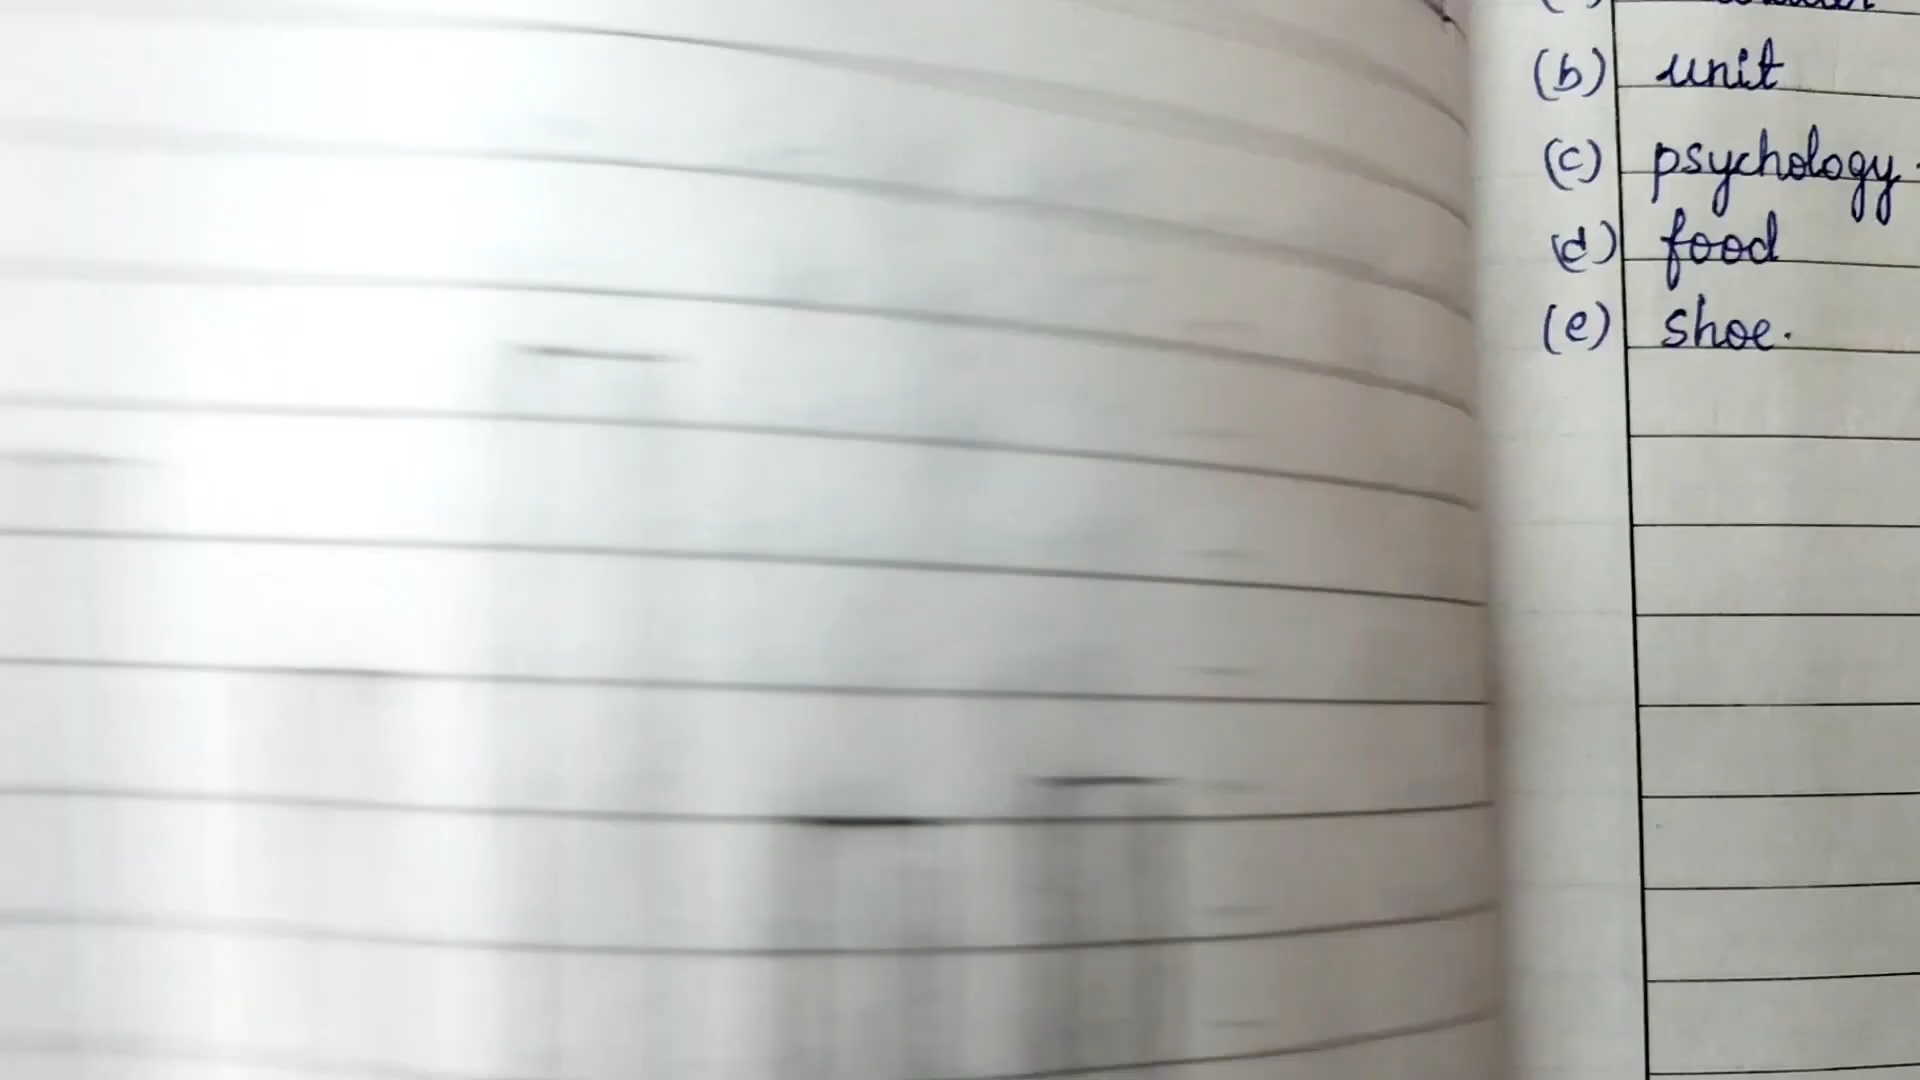 (b) unit
(c) psychology.
(d) food
(e) shoe.